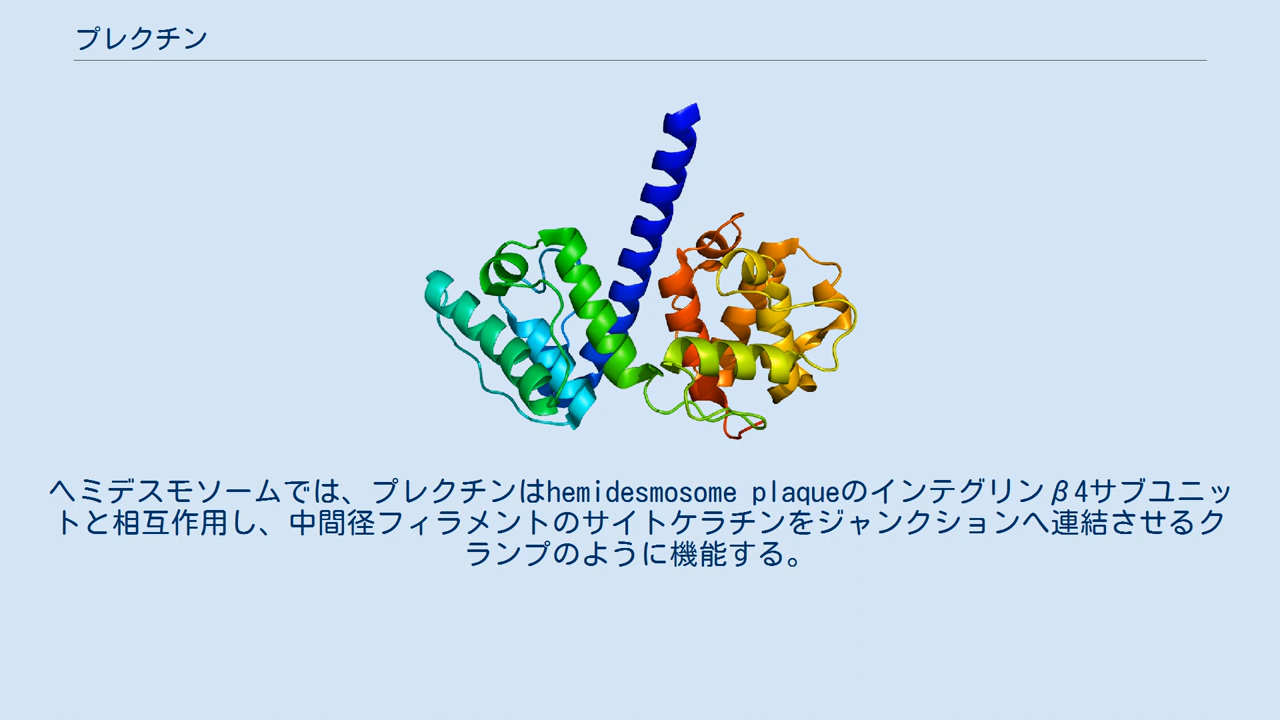 プレクチン
ヘミデスモソームでは、プレクチンはhemidesmosome plaqueのインテグリンβ4サブユニッ
トと相互作用し、中間径フィラメントのサイトケラチンをジャンクションへ連結させるク
ランプのように機能する。